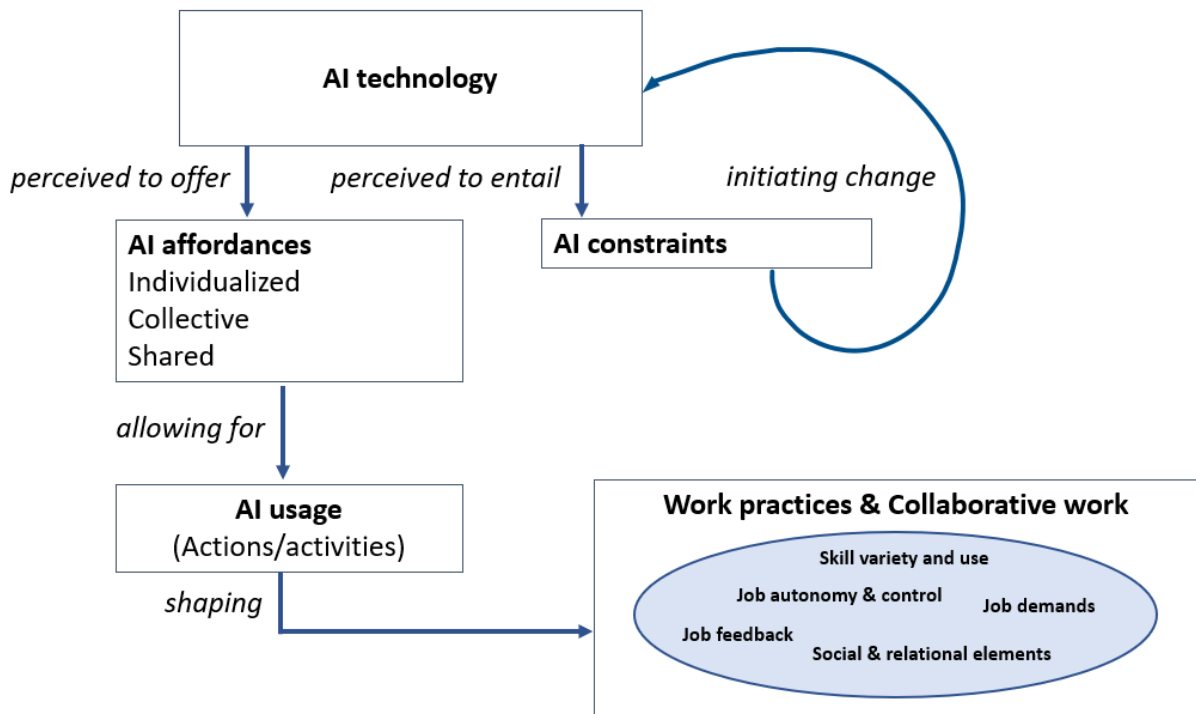 AI technology
perceived to offer
perceived to entail
initiating change
AI affordances
Individualized
Collective
Shared
AI constraints
allowing for
AI usage
(Actions/activities)
shaping
Work practices & Collaborative work
Skill variety and use
Job autonomy & control
Job demands
Job feedback
Social & relational elements